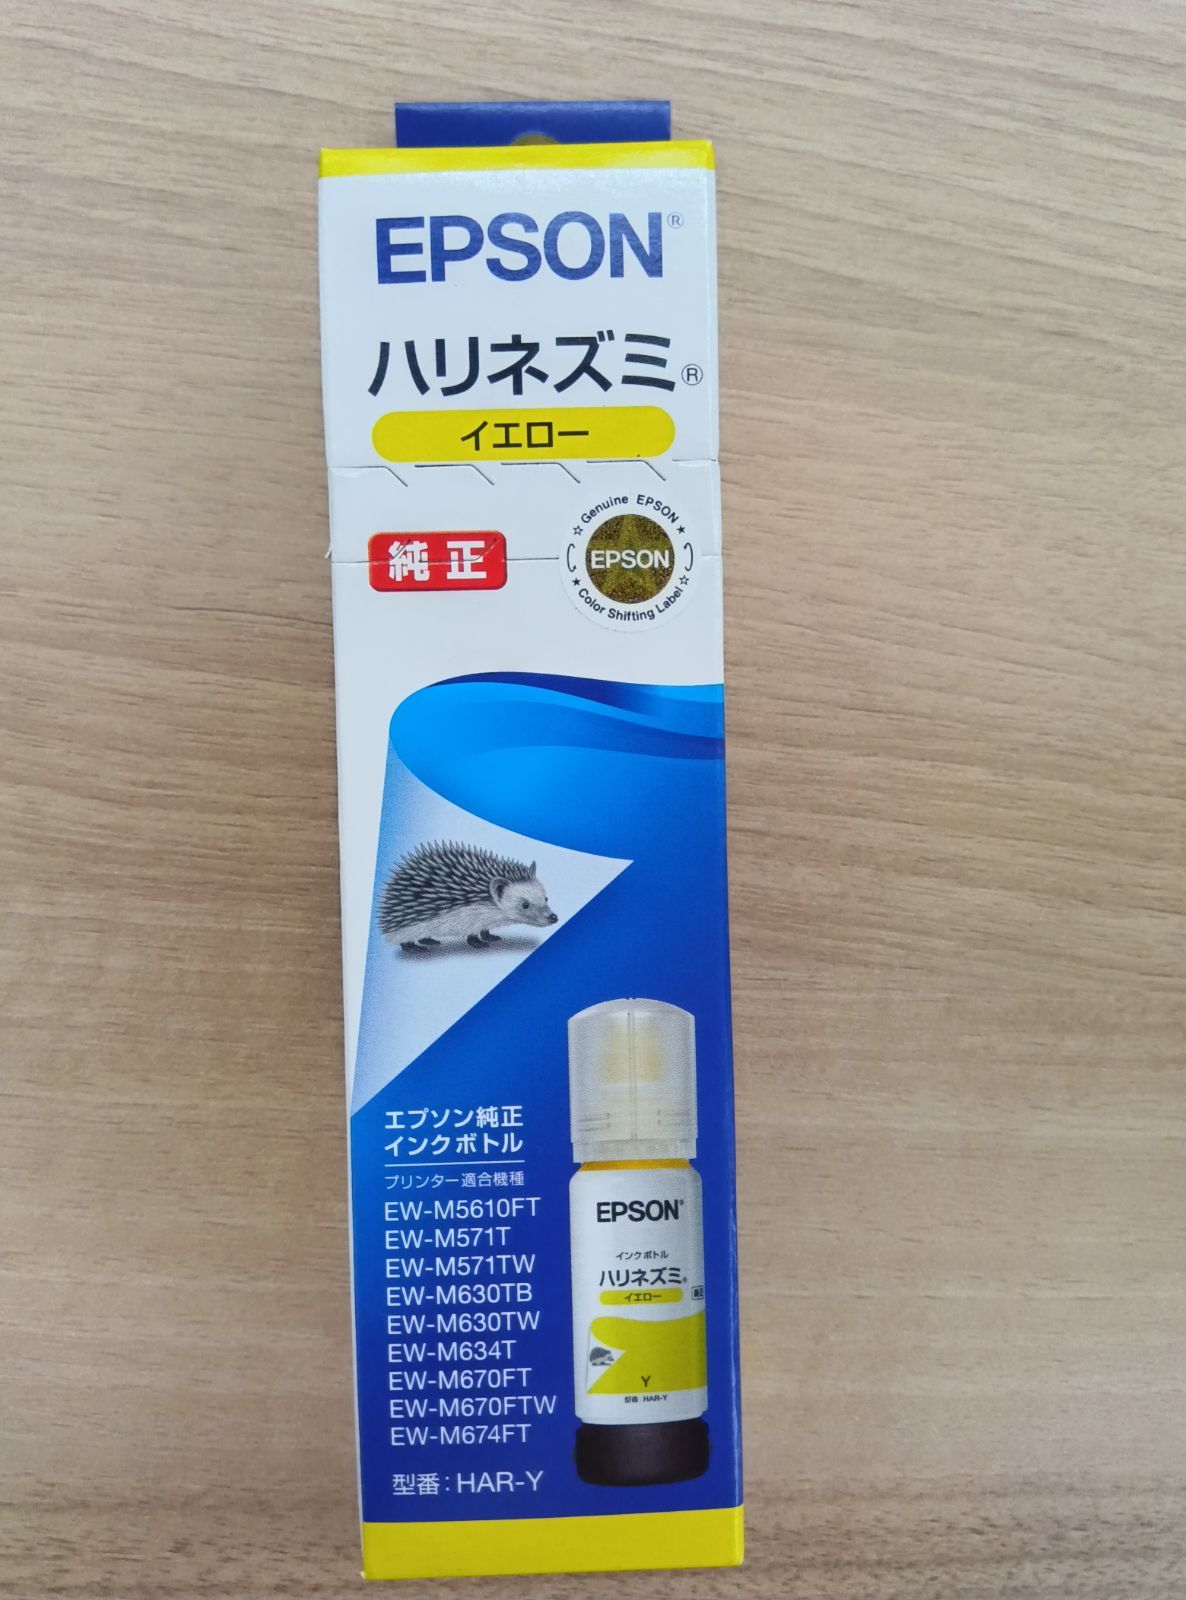 EPSON®
ハリネズミ®
イエロー
純正
☆ Genuine EPSON ★
EPSON
★ Color Shifting Label ☆
エプソン純正
インクボトル
プリンター適合機種
EW-M5610FT
EW-M571T
EW-M571TW
EW-M630TB
EW-M630TW
EW-M634T
EW-M670FT
EW-M670FTW
EW-M674FT
型番：HAR-Y
EPSON®
インクボトル
ハリネズミ®
イエロー
純正
Y
型番：HAR-Y